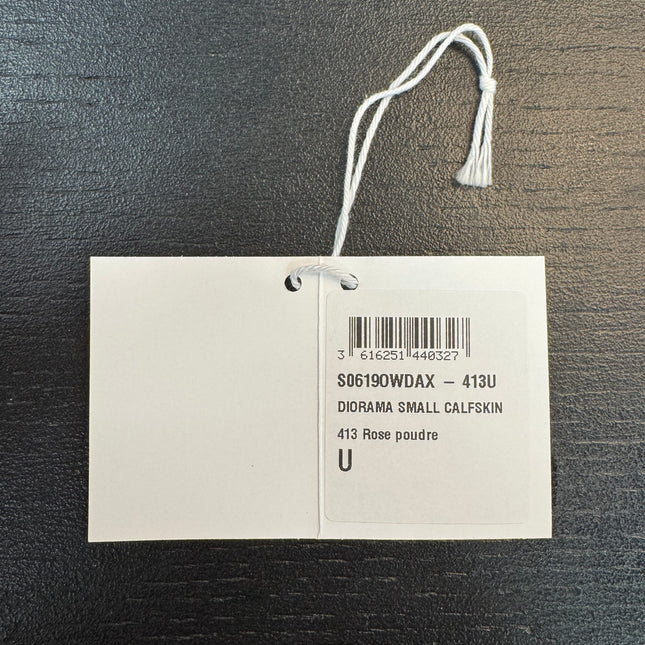 3 616251 440327
S0619OWDAX – 413U
DIORAMA SMALL CALFSKIN
413 Rose poudre
U